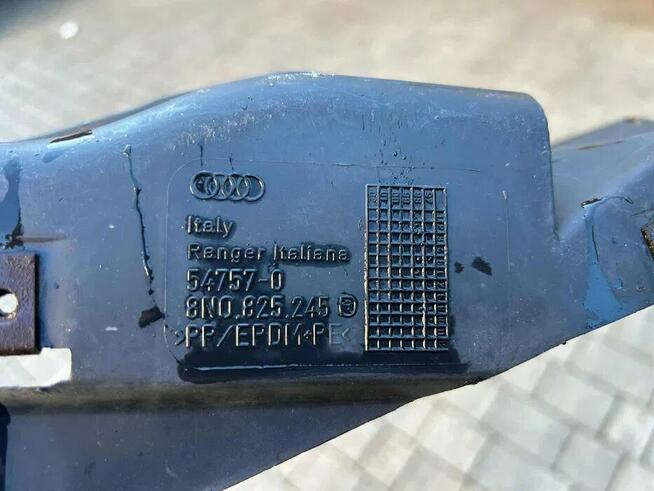 Italy
Ranger Italiana
54757-0
8N0.825.245
>PP/EPDM+PE<